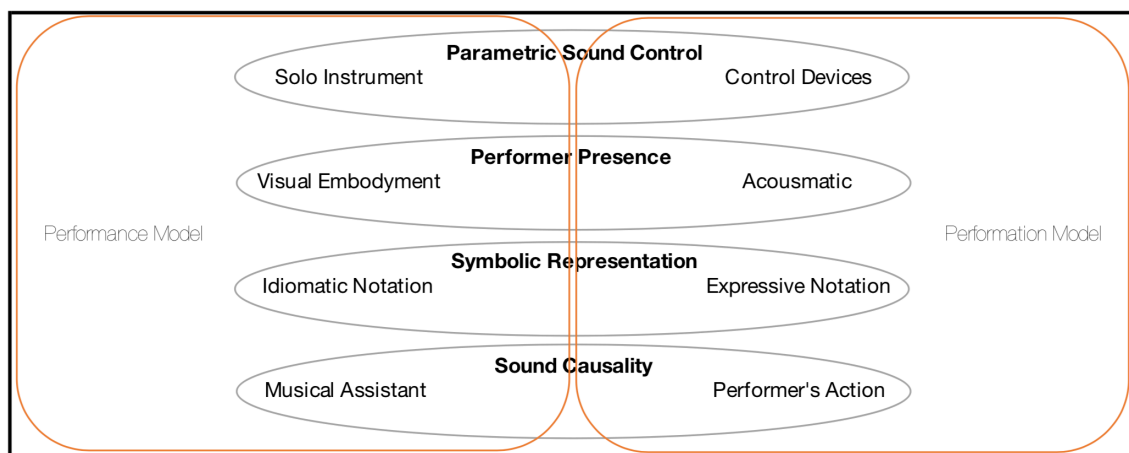 Parametric Sound Control
Solo Instrument
Control Devices
Performer Presence
Visual Embodyment
Acousmatic
Performance Model
Performation Model
Symbolic Representation
Idiomatic Notation
Expressive Notation
Sound Causality
Musical Assistant
Performer's Action